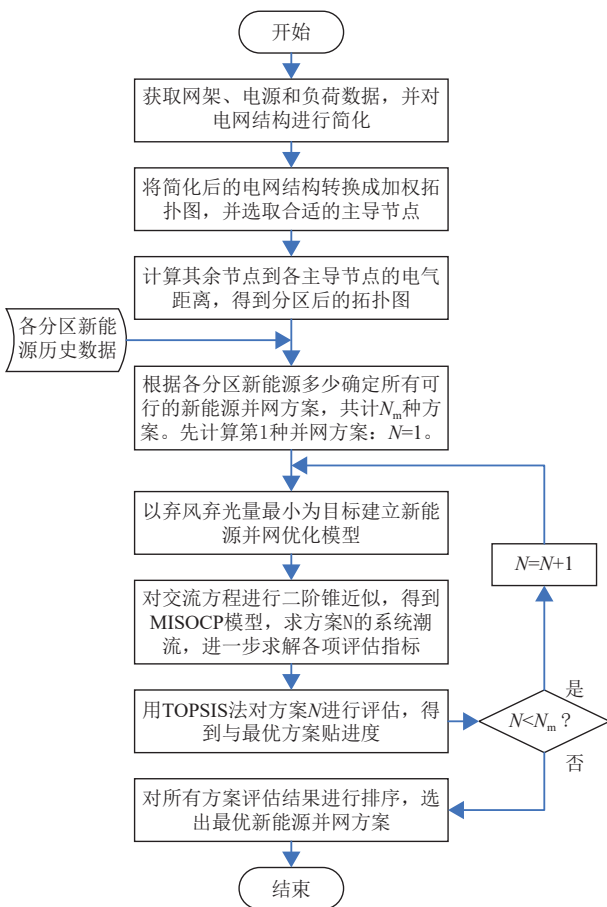 开始
获取网架、电源和负荷数据，并对
电网结构进行简化
将简化后的电网结构转换成加权拓
扑图，并选取合适的主导节点
计算其余节点到各主导节点的电气
距离，得到分区后的拓扑图
各分区新能
源历史数据
根据各分区新能源多少确定所有可
行的新能源并网方案，共计Nm种方
案。先计算第1种并网方案：N=1。
以弃风弃光量最小为目标建立新能
源并网优化模型
N=N+1
对交流方程进行二阶锥近似，得到
MISOCP模型，求方案N的系统潮
流，进一步求解各项评估指标
是
用TOPSIS法对方案N进行评估，得
到与最优方案贴进度
N<Nm？
否
对所有方案评估结果进行排序，选
出最优新能源并网方案
结束